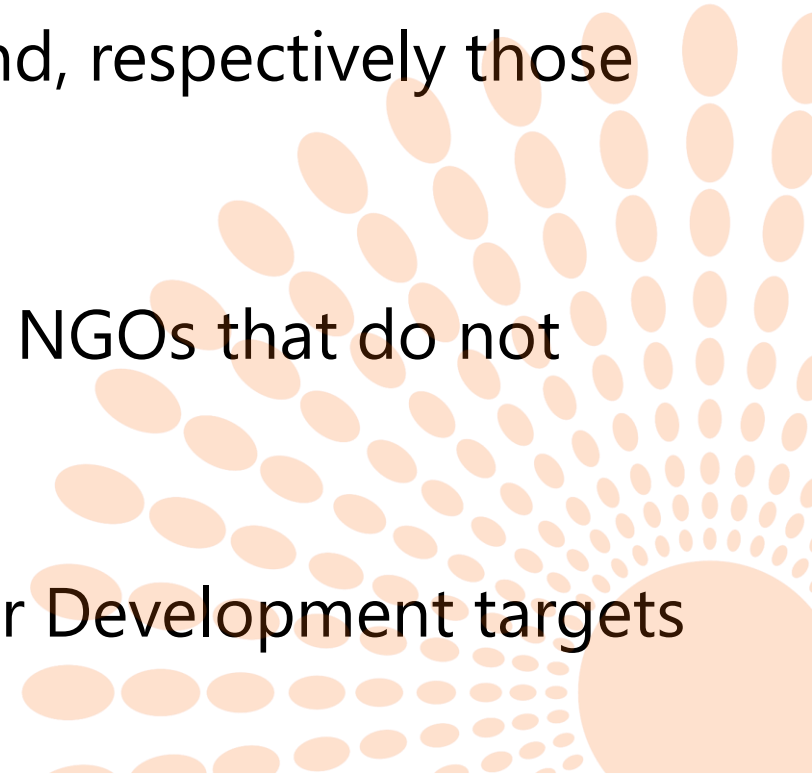 nd, respectively those
NGOs that do not
r Development targets